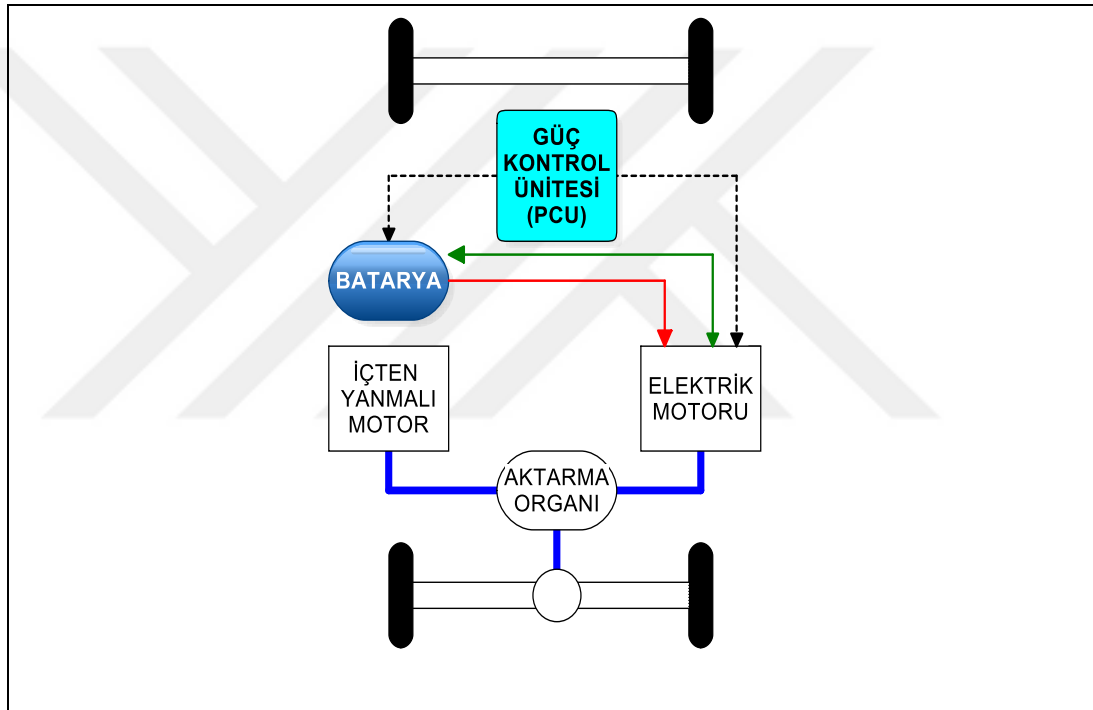 GÜÇ
KONTROL
ÜNİTESİ
(PCU)
BATARYA
İÇTEN
YANMALI
MOTOR
ELEKTRİK
MOTORU
AKTARMA
ORGANI